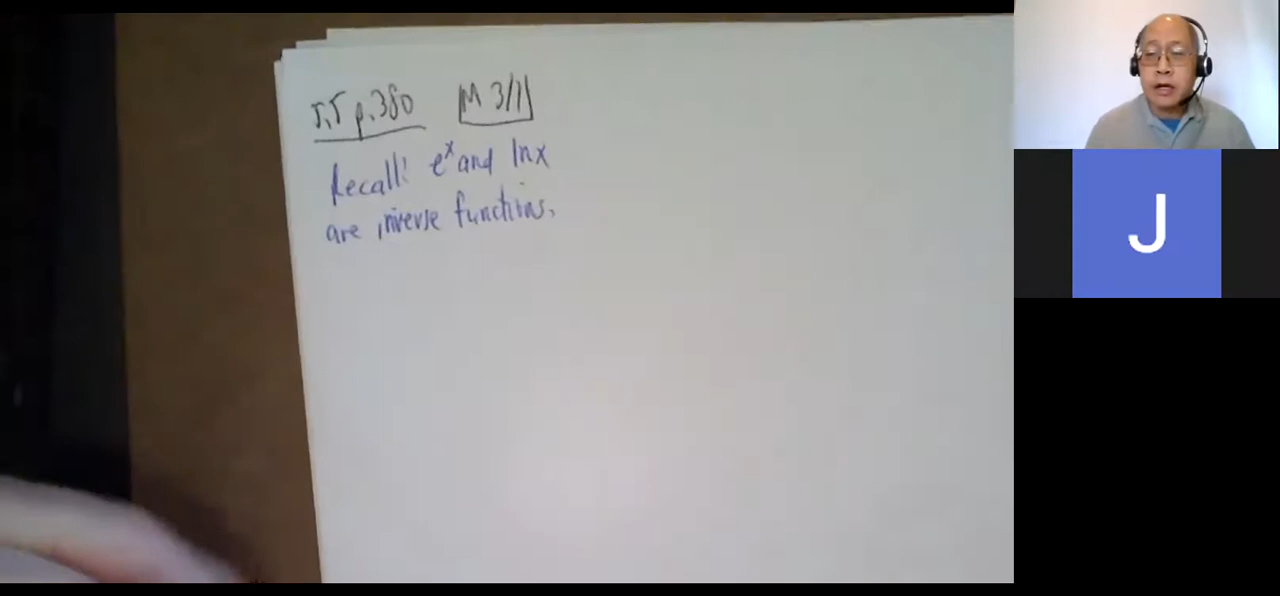 5.5 p.380 M 3/1
Recall: e^x and ln x
are inverse functions.
J